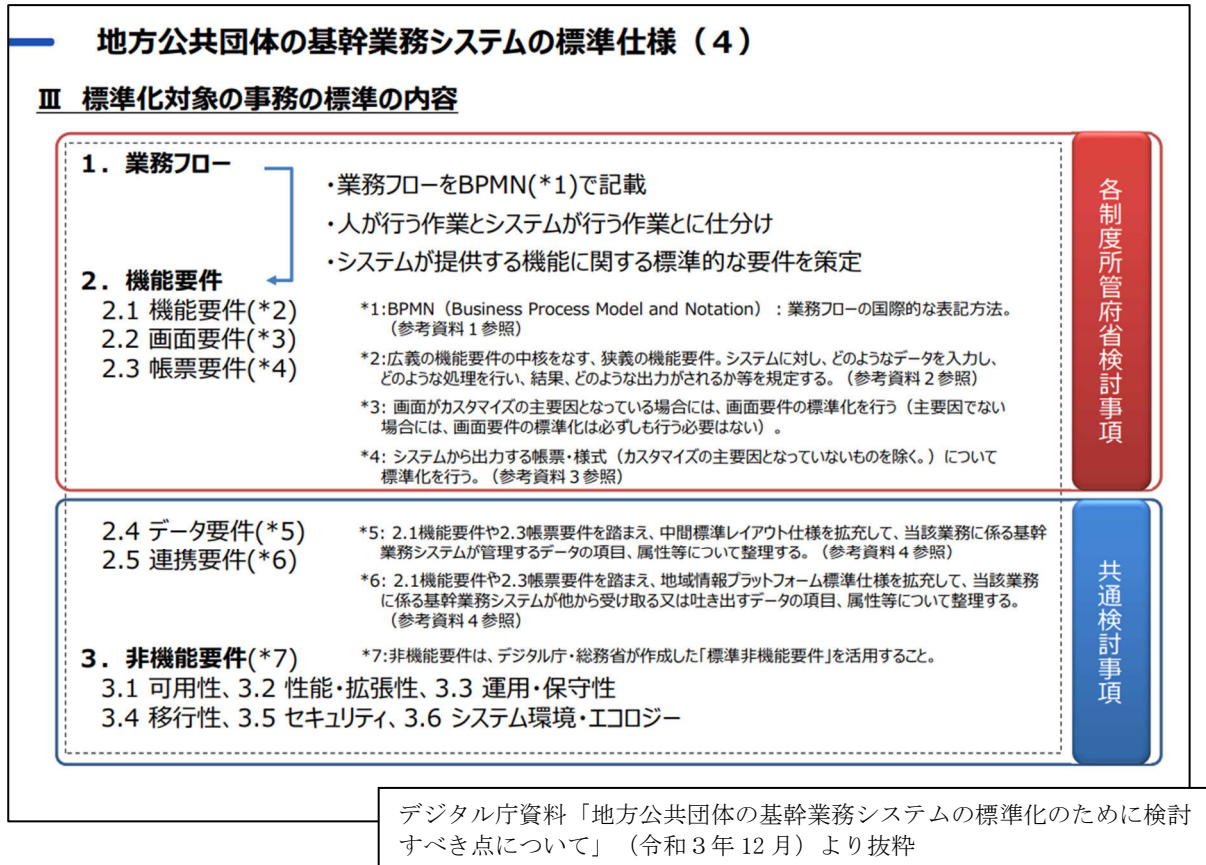 地方公共団体の基幹業務システムの標準仕様（４）
Ⅲ 標準化対象の事務の標準の内容
１．業務フロー
・業務フローをBPMN(*1)で記載
・人が行う作業とシステムが行う作業とに仕分け
・システムが提供する機能に関する標準的な要件を策定
２．機能要件
2.1 機能要件(*2)
2.2 画面要件(*3)
2.3 帳票要件(*4)
*1:BPMN（Business Process Model and Notation）：業務フローの国際的な表記方法。
（参考資料１参照）
*2:広義の機能要件の中核をなす、狭義の機能要件。システムに対し、どのようなデータを入力し、
どのような処理を行い、結果、どのような出力がされるか等を規定する。（参考資料２参照）
*3: 画面がカスタマイズの主要因となっている場合には、画面要件の標準化を行う（主要因でない
場合には、画面要件の標準化は必ずしも行う必要はない）。
*4: システムから出力する帳票・様式（カスタマイズの主要因となっていないものを除く。）について
標準化を行う。（参考資料３参照）
各制度所管府省検討事項
2.4 データ要件(*5)
2.5 連携要件(*6)
*5: 2.1機能要件や2.3帳票要件を踏まえ、中間標準レイアウト仕様を拡充して、当該業務に係る基幹
業務システムが管理するデータの項目、属性等について整理する。（参考資料４参照）
*6: 2.1機能要件や2.3帳票要件を踏まえ、地域情報プラットフォーム標準仕様を拡充して、当該業務
に係る基幹業務システムが他から受け取る又は吐き出すデータの項目、属性等について整理する。
（参考資料４参照）
３．非機能要件(*7)
*7:非機能要件は、デジタル庁・総務省が作成した「標準非機能要件」を活用すること。
3.1 可用性、3.2 性能・拡張性、3.3 運用・保守性
3.4 移行性、3.5 セキュリティ、3.6 システム環境・エコロジー
共通検討事項
デジタル庁資料「地方公共団体の基幹業務システムの標準化のために検討
すべき点について」（令和３年 12 月）より抜粋